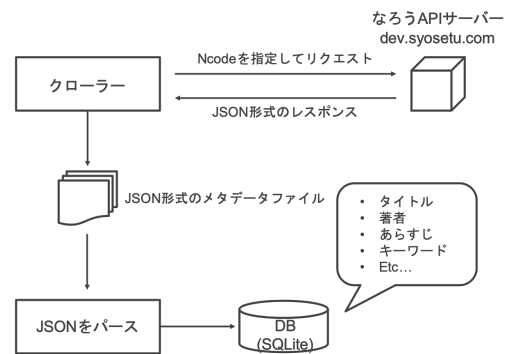 なろうAPIサーバー
dev.syosetu.com
Ncodeを指定してリクエスト
クローラー
JSON形式のレスポンス
JSON形式のメタデータファイル
• タイトル
• 著者
• あらすじ
• キーワード
• Etc…
JSONをパース
DB
(SQLite)